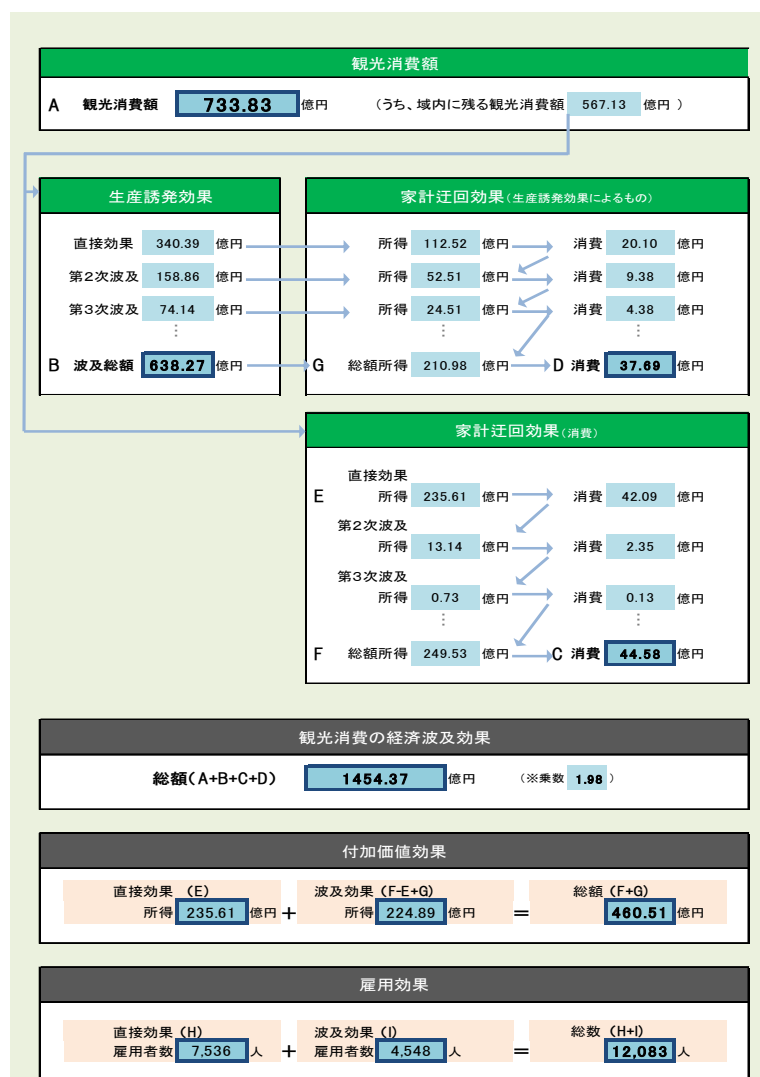 観光消費額
A 観光消費額 733.83 億円 （うち、域内に残る観光消費額 567.13 億円 ）
生産誘発効果
直接効果 340.39 億円
第2次波及 158.86 億円
第3次波及 74.14 億円
⋮
B 波及総額 638.27 億円
家計迂回効果（生産誘発効果によるもの）
所得 112.52 億円 消費 20.10 億円
所得 52.51 億円 消費 9.38 億円
所得 24.51 億円 消費 4.38 億円
⋮ ⋮
G 総額所得 210.98 億円 D 消費 37.69 億円
家計迂回効果（消費）
直接効果
E 所得 235.61 億円 消費 42.09 億円
第2次波及
所得 13.14 億円 消費 2.35 億円
第3次波及
所得 0.73 億円 消費 0.13 億円
⋮ ⋮
F 総額所得 249.53 億円 C 消費 44.58 億円
観光消費の経済波及効果
総額（A+B+C+D） 1454.37 億円 （※乗数 1.98 ）
付加価値効果
直接効果 （E） 波及効果（F-E+G） 総額（F+G）
所得 235.61 億円 ＋ 所得 224.89 億円 ＝ 460.51 億円
雇用効果
直接効果（H） 波及効果（I） 総数 （H+I）
雇用者数 7,536 人 ＋ 雇用者数 4,548 人 ＝ 12,083 人